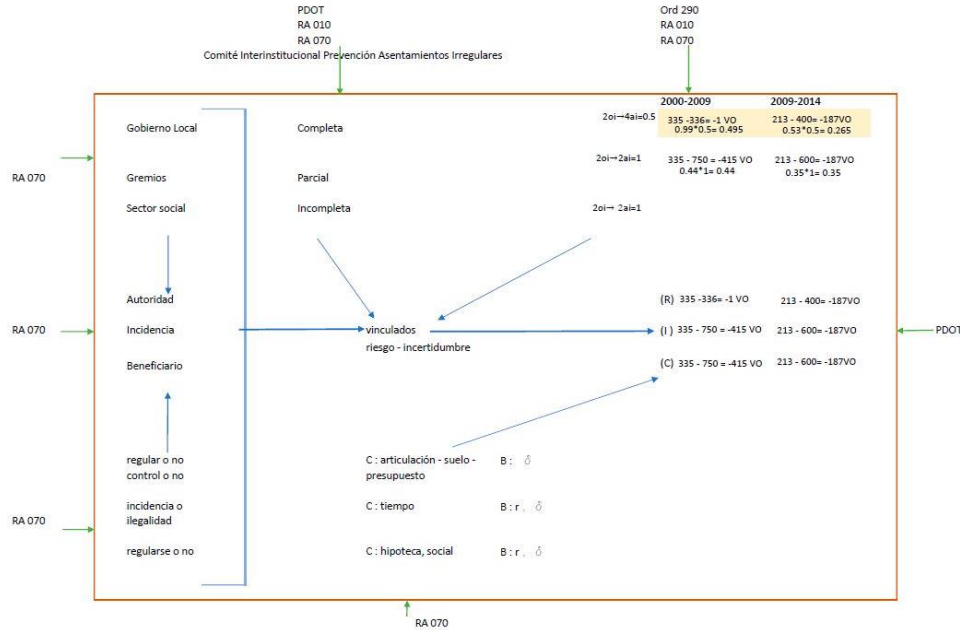 PDOT
RA 010
RA 070
Comité Interinstitucional Prevención Asentamientos Irregulares
Ord 290
RA 010
RA 070
2000-2009 2009-2014
Gobierno Local Completa 2oi→4ai=0.5 335 -336= -1 VO 213 - 400= -187VO
0.99*0.5= 0.495 0.53*0.5= 0.265
RA 070
Gremios Parcial 2oi→2ai=1 335 - 750 = -415 VO 213 - 600= -187VO
0.44*1= 0.44 0.35*1= 0.35
Sector social Incompleta 2oi→ 2ai=1
Autoridad (R) 335 -336= -1 VO 213 - 400= -187VO
RA 070 Incidencia vinculados (I) 335 - 750 = -415 VO 213 - 600= -187VO PDOT
riesgo - incertidumbre
Beneficiario (C) 335 - 750 = -415 VO 213 - 600= -187VO
regular o no C : articulación - suelo - B : δ
control o no presupuesto
incidencia o C : tiempo B : r , δ
ilegalidad
RA 070
regularse o no C : hipoteca, social B : r , δ
RA 070